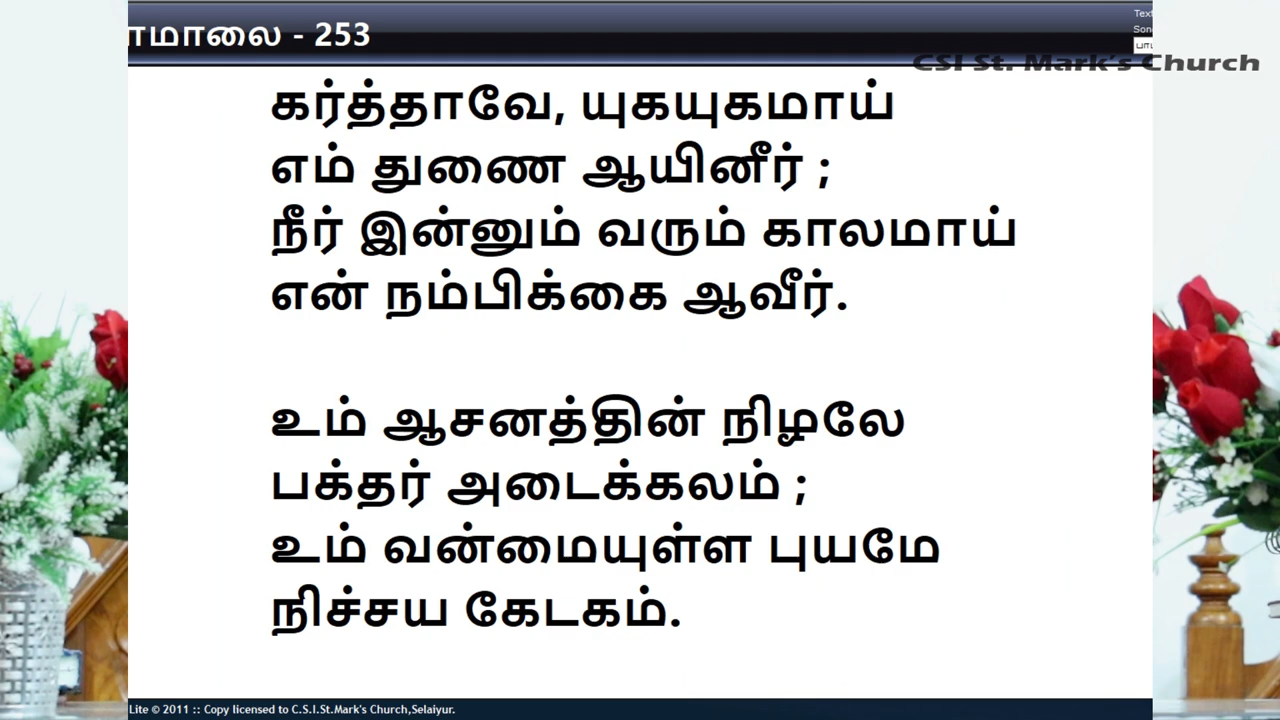 ாமாலை - 253
Text
CSI St. Mark's Church
கர்த்தாவே, யுகயுகமாய்
எம் துணை ஆயினீர் ;
நீர் இன்னும் வரும் காலமாய்
என் நம்பிக்கை ஆவீர்.
உம் ஆசனத்தின் நிழலே
பக்தர் அடைக்கலம் ;
உம் வன்மையுள்ள புயமே
நிச்சய கேடகம்.
Lite © 2011 :: Copy licensed to C.S.I.St.Mark's Church,Selaiyur.